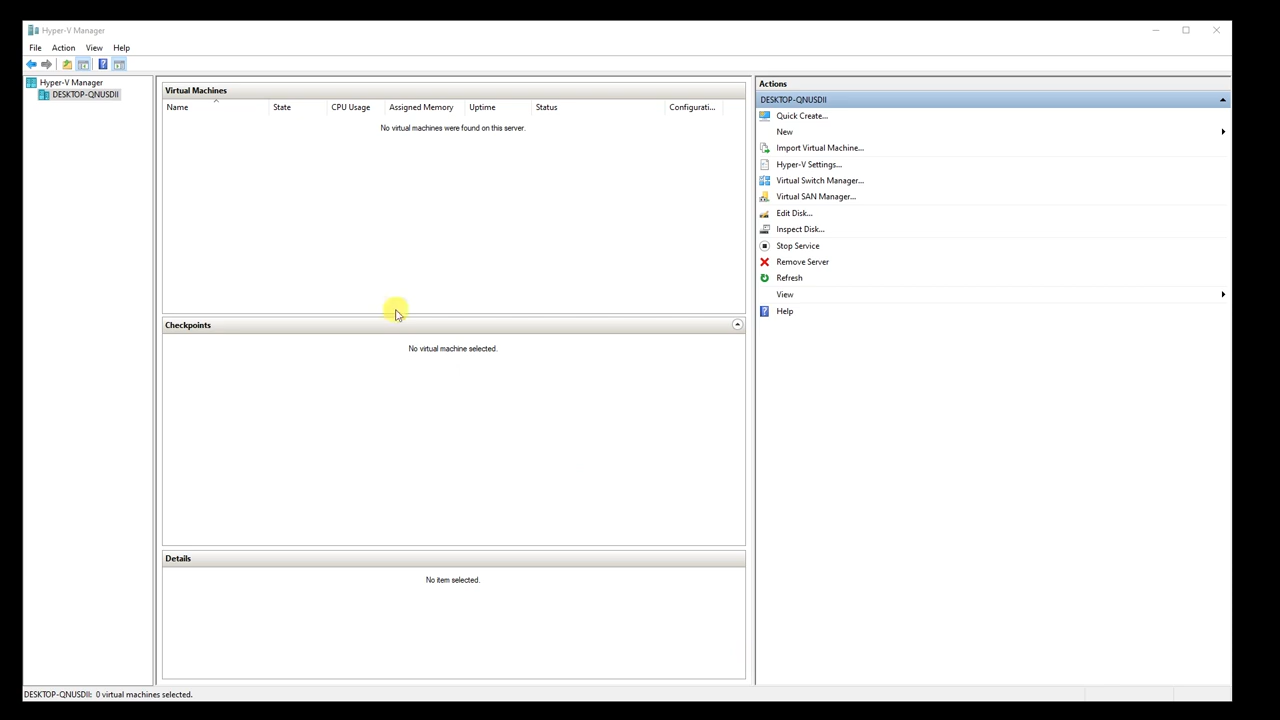 Hyper-V Manager
File Action View Help
Hyper-V Manager
DESKTOP-QNUSDII
Virtual Machines
Name State CPU Usage Assigned Memory Uptime Status Configurati...
No virtual machines were found on this server.
Checkpoints
No virtual machine selected.
Details
No item selected.
Actions
DESKTOP-QNUSDII
Quick Create...
New
Import Virtual Machine...
Hyper-V Settings...
Virtual Switch Manager...
Virtual SAN Manager...
Edit Disk...
Inspect Disk...
Stop Service
Remove Server
Refresh
View
Help
DESKTOP-QNUSDII: 0 virtual machines selected.